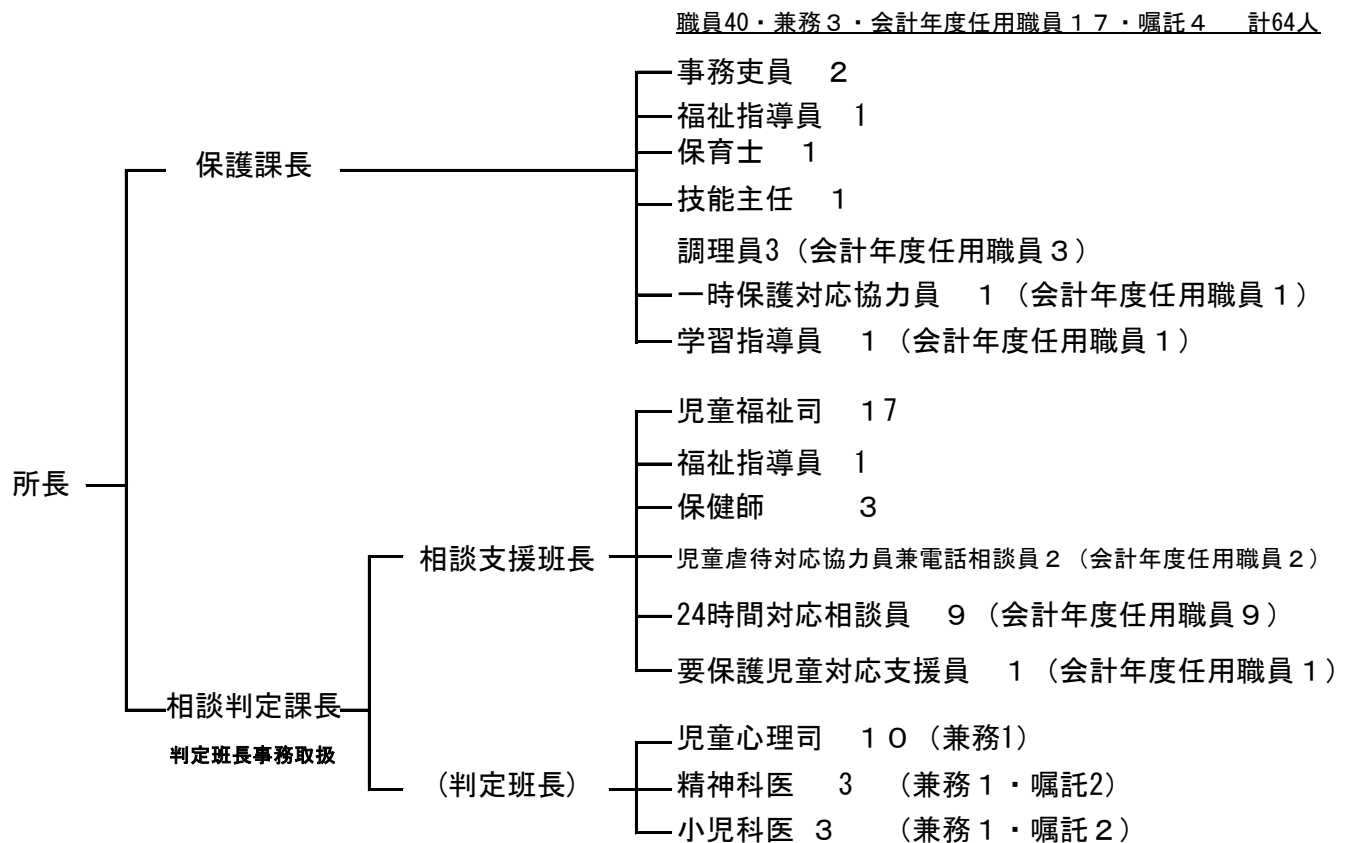 職員40・兼務３・会計年度任用職員１７・嘱託４　計64人
事務吏員　２
福祉指導員　1
保育士　１
保護課長
技能主任　１
調理員3（会計年度任用職員３）
一時保護対応協力員　１（会計年度任用職員１）
学習指導員　１（会計年度任用職員１）
児童福祉司　１7
福祉指導員　1
所長
保健師　３
相談支援班長
児童虐待対応協力員兼電話相談員２（会計年度任用職員２）
24時間対応相談員　９（会計年度任用職員９）
要保護児童対応支援員　１（会計年度任用職員１）
相談判定課長
判定班長事務取扱
児童心理司　１０（兼務1）
（判定班長）
精神科医　3　（兼務１・嘱託2）
小児科医　３　（兼務１・嘱託２）